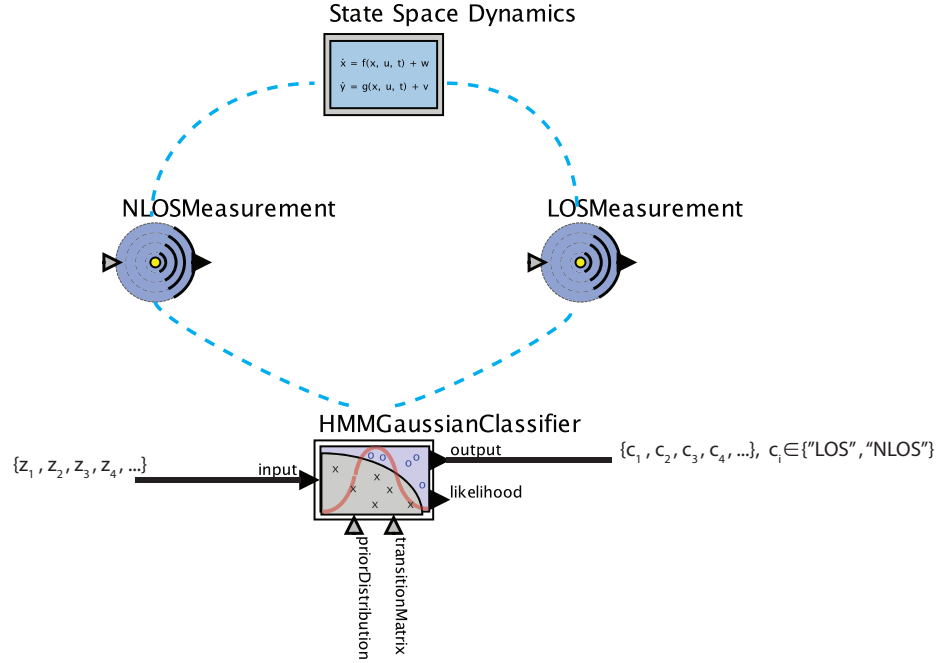 State Space Dynamics
ẋ = f(x, u, t) + w
ŷ = g(x, u, t) + v
NLOSMeasurement
LOSMeasurement
HMMGaussianClassifier
{z₁ , z₂ , z₃ , z₄ , ...}
input
output
{c₁ , c₂ , c₃ , c₄ , ...}, cᵢ∈{"LOS" , "NLOS"}
likelihood
priorDistribution
transitionMatrix